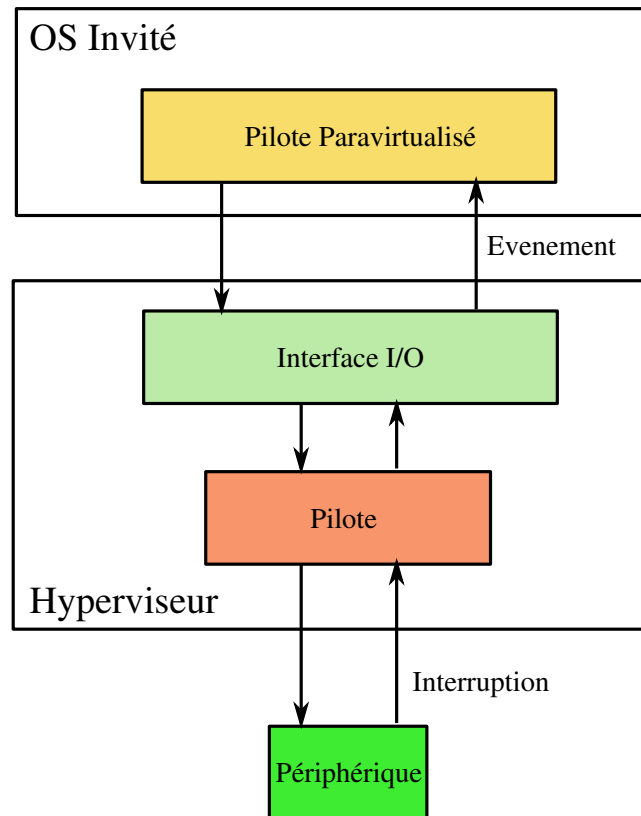 OS Invité
Pilote Paravirtualisé
Evenement
Interface I/O
Pilote
Hyperviseur
Interruption
Périphérique